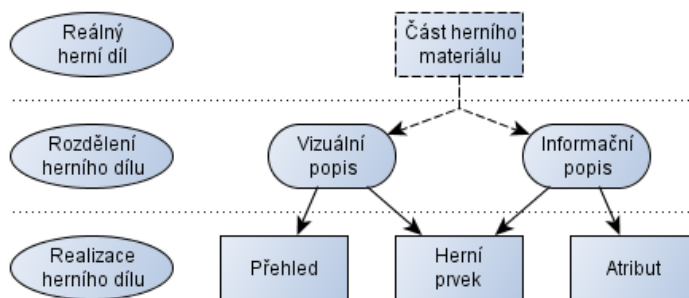 Reálný
herní díl
Část herního
materiálu
Rozdělení
herního dílu
Vizuální
popis
Informační
popis
Realizace
herního dílu
Přehled
Herní
prvek
Atribut